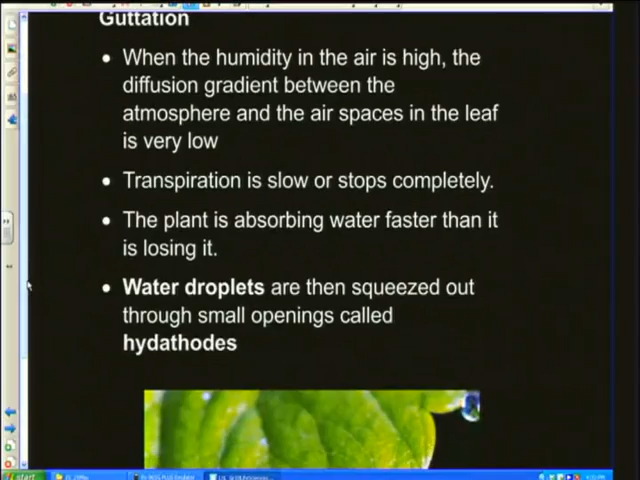 Guttation
• When the humidity in the air is high, the
diffusion gradient between the
atmosphere and the air spaces in the leaf
is very low
• Transpiration is slow or stops completely.
• The plant is absorbing water faster than it
is losing it.
• Water droplets are then squeezed out
through small openings called
hydathodes
start